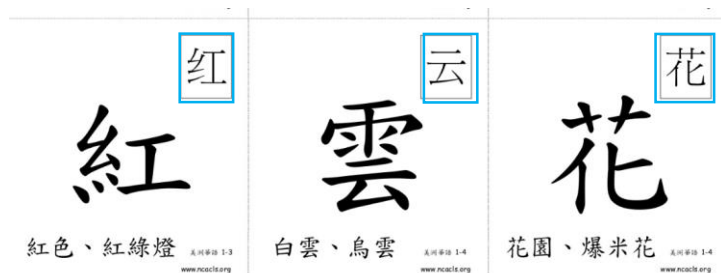 红
紅
紅色、紅綠燈 美洲華語 1-3
www.ncacls.org
云
雲
白雲、烏雲 美洲華語 1-4
www.ncacls.org
花
花
花園、爆米花 美洲華語 1-4
www.ncacls.org